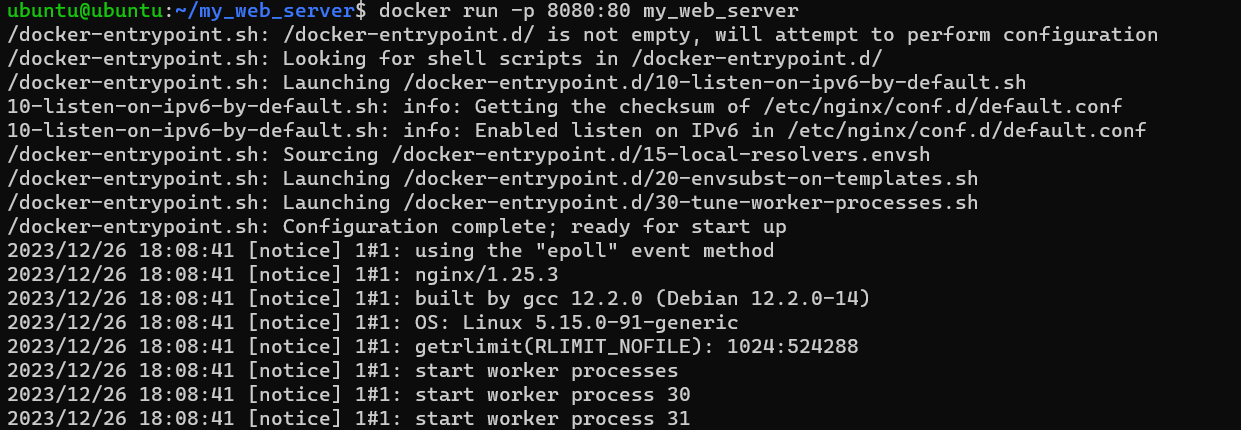 ubuntu@ubuntu:~/my_web_server$ docker run -p 8080:80 my_web_server
/docker-entrypoint.sh: /docker-entrypoint.d/ is not empty, will attempt to perform configuration
/docker-entrypoint.sh: Looking for shell scripts in /docker-entrypoint.d/
/docker-entrypoint.sh: Launching /docker-entrypoint.d/10-listen-on-ipv6-by-default.sh
10-listen-on-ipv6-by-default.sh: info: Getting the checksum of /etc/nginx/conf.d/default.conf
10-listen-on-ipv6-by-default.sh: info: Enabled listen on IPv6 in /etc/nginx/conf.d/default.conf
/docker-entrypoint.sh: Sourcing /docker-entrypoint.d/15-local-resolvers.envsh
/docker-entrypoint.sh: Launching /docker-entrypoint.d/20-envsubst-on-templates.sh
/docker-entrypoint.sh: Launching /docker-entrypoint.d/30-tune-worker-processes.sh
/docker-entrypoint.sh: Configuration complete; ready for start up
2023/12/26 18:08:41 [notice] 1#1: using the "epoll" event method
2023/12/26 18:08:41 [notice] 1#1: nginx/1.25.3
2023/12/26 18:08:41 [notice] 1#1: built by gcc 12.2.0 (Debian 12.2.0-14)
2023/12/26 18:08:41 [notice] 1#1: OS: Linux 5.15.0-91-generic
2023/12/26 18:08:41 [notice] 1#1: getrlimit(RLIMIT_NOFILE): 1024:524288
2023/12/26 18:08:41 [notice] 1#1: start worker processes
2023/12/26 18:08:41 [notice] 1#1: start worker process 30
2023/12/26 18:08:41 [notice] 1#1: start worker process 31